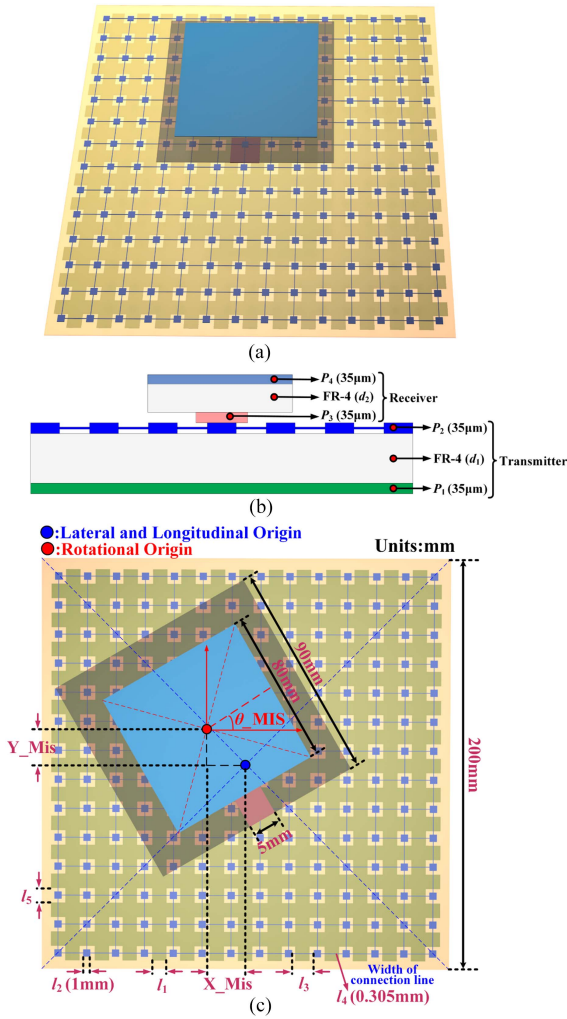 (a)
P4 (35μm)
FR-4 (d2)
Receiver
P3 (35μm)
P2 (35μm)
FR-4 (d1)
Transmitter
P1 (35μm)
(b)
:Lateral and Longitudinal Origin
:Rotational Origin
Units:mm
90mm
80mm
θ_MIS
Y_Mis
200mm
5mm
l5
l2 (1mm)
l1
X_Mis
l3
Width of
connection line
l4 (0.305mm)
(c)